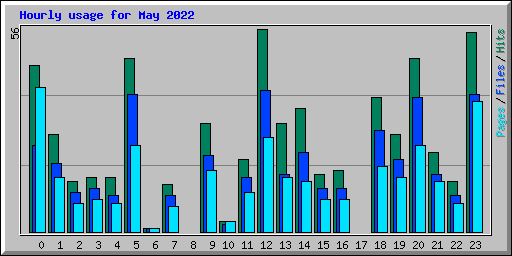 Hourly usage for May 2022
56
Pages / Files / Hits
0 1 2 3 4 5 6 7 8 9 10 11 12 13 14 15 16 17 18 19 20 21 22 23